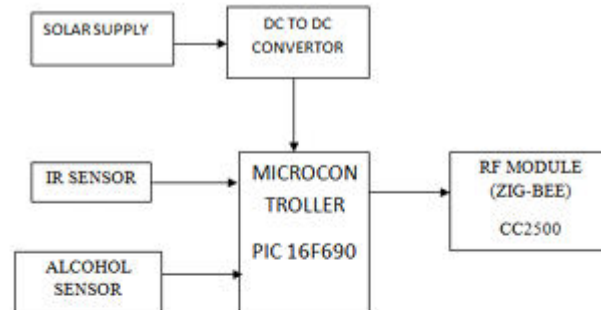 SOLAR SUPPLY
DC TO DC
CONVERTOR
IR SENSOR
MICROCON
TROLLER
PIC 16F690
RF MODULE
(ZIG-BEE)
CC2500
ALCOHOL
SENSOR